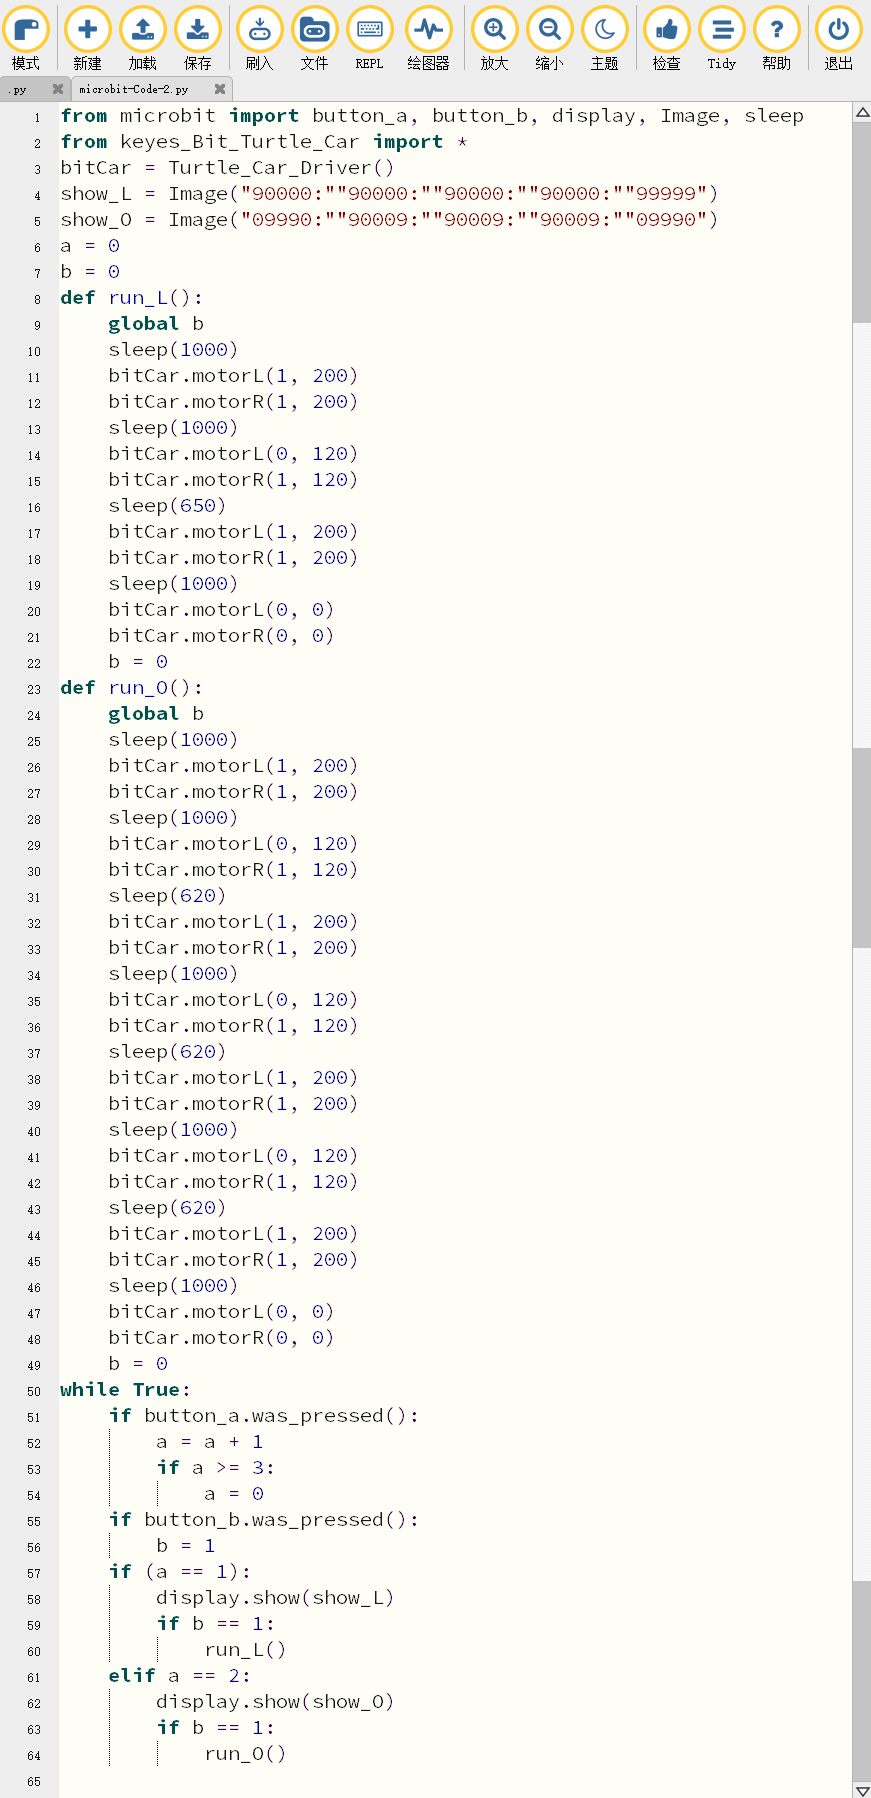 模式 新建 加载 保存 刷入 文件 REPL 绘图器 放大 缩小 主题 检查 Tidy 帮助 退出
.py microbit-Code-2.py
1 from microbit import button_a, button_b, display, Image, sleep
2 from keyes_Bit_Turtle_Car import *
3 bitCar = Turtle_Car_Driver()
4 show_L = Image("90000:""90000:""90000:""90000:""99999")
5 show_O = Image("09990:""90009:""90009:""90009:""09990")
6 a = 0
7 b = 0
8 def run_L():
9     global b
10     sleep(1000)
11     bitCar.motorL(1, 200)
12     bitCar.motorR(1, 200)
13     sleep(1000)
14     bitCar.motorL(0, 120)
15     bitCar.motorR(1, 120)
16     sleep(650)
17     bitCar.motorL(1, 200)
18     bitCar.motorR(1, 200)
19     sleep(1000)
20     bitCar.motorL(0, 0)
21     bitCar.motorR(0, 0)
22     b = 0
23 def run_O():
24     global b
25     sleep(1000)
26     bitCar.motorL(1, 200)
27     bitCar.motorR(1, 200)
28     sleep(1000)
29     bitCar.motorL(0, 120)
30     bitCar.motorR(1, 120)
31     sleep(620)
32     bitCar.motorL(1, 200)
33     bitCar.motorR(1, 200)
34     sleep(1000)
35     bitCar.motorL(0, 120)
36     bitCar.motorR(1, 120)
37     sleep(620)
38     bitCar.motorL(1, 200)
39     bitCar.motorR(1, 200)
40     sleep(1000)
41     bitCar.motorL(0, 120)
42     bitCar.motorR(1, 120)
43     sleep(620)
44     bitCar.motorL(1, 200)
45     bitCar.motorR(1, 200)
46     sleep(1000)
47     bitCar.motorL(0, 0)
48     bitCar.motorR(0, 0)
49     b = 0
50 while True:
51     if button_a.was_pressed():
52         a = a + 1
53         if a >= 3:
54             a = 0
55     if button_b.was_pressed():
56         b = 1
57     if (a == 1):
58         display.show(show_L)
59         if b == 1:
60             run_L()
61     elif a == 2:
62         display.show(show_O)
63         if b == 1:
64             run_O()
65